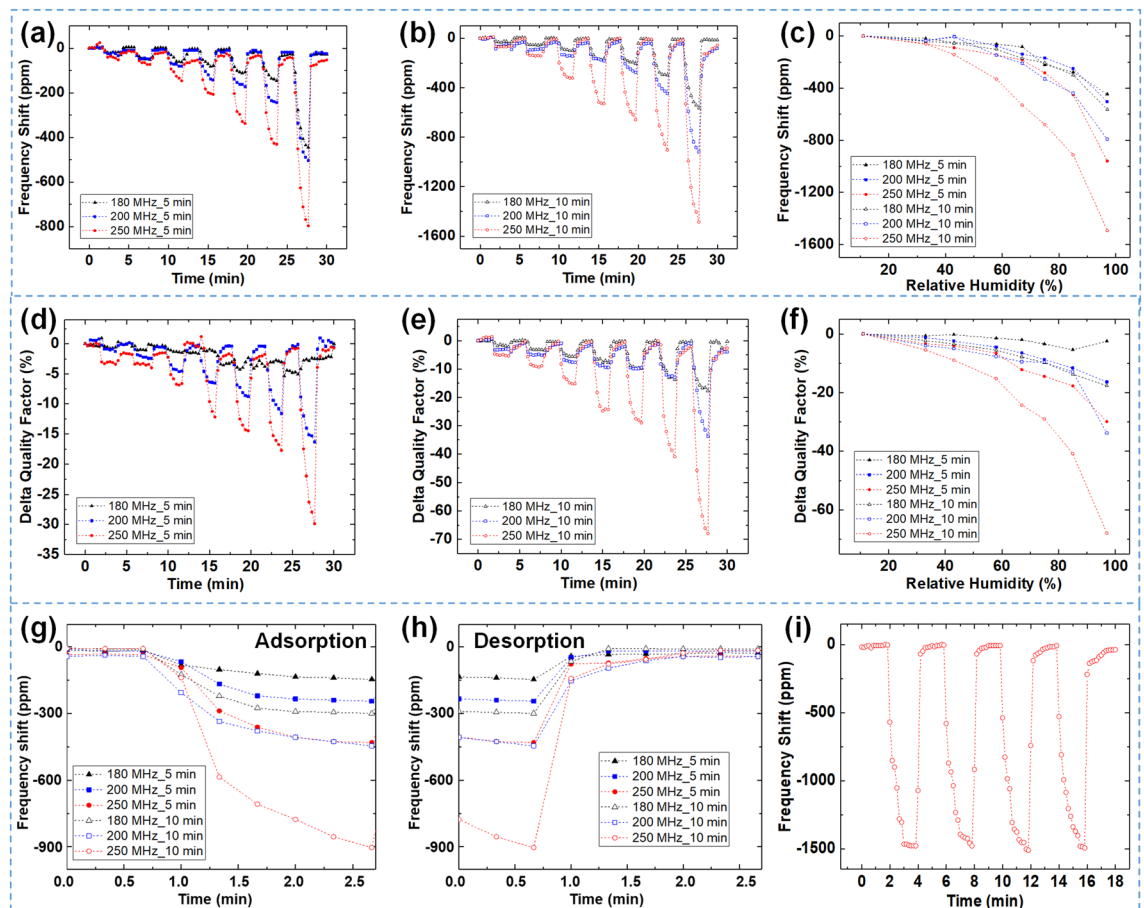 (a)
Frequency Shift (ppm)
0
-200
-400
-600
-800
180 MHz_5 min
200 MHz_5 min
250 MHz_5 min
0 5 10 15 20 25 30
Time (min)
(b)
Frequency Shift (ppm)
0
-400
-800
-1200
-1600
180 MHz_10 min
200 MHz_10 min
250 MHz_10 min
0 5 10 15 20 25 30
Time (min)
(c)
Frequency Shift (ppm)
0
-400
-800
-1200
-1600
180 MHz_5 min
200 MHz_5 min
250 MHz_5 min
180 MHz_10 min
200 MHz_10 min
250 MHz_10 min
0 20 40 60 80 100
Relative Humidity (%)
(d)
Delta Quality Factor (%)
5
0
-5
-10
-15
-20
-25
-30
-35
180 MHz_5 min
200 MHz_5 min
250 MHz_5 min
0 5 10 15 20 25 30
Time (min)
(e)
Delta Quality Factor (%)
10
0
-10
-20
-30
-40
-50
-60
-70
180 MHz_10 min
200 MHz_10 min
250 MHz_10 min
0 5 10 15 20 25 30
Time (min)
(f)
Delta Quality Factor (%)
0
-20
-40
-60
180 MHz_5 min
200 MHz_5 min
250 MHz_5 min
180 MHz_10 min
200 MHz_10 min
250 MHz_10 min
0 20 40 60 80 100
Relative Humidity (%)
(g)
Adsorption
Frequency shift (ppm)
0
-300
-600
-900
180 MHz_5 min
200 MHz_5 min
250 MHz_5 min
180 MHz_10 min
200 MHz_10 min
250 MHz_10 min
0.0 0.5 1.0 1.5 2.0 2.5
Time (min)
(h)
Desorption
Frequency shift (ppm)
0
-300
-600
-900
180 MHz_5 min
200 MHz_5 min
250 MHz_5 min
180 MHz_10 min
200 MHz_10 min
250 MHz_10 min
0.0 0.5 1.0 1.5 2.0 2.5
Time (min)
(i)
Frequency Shift (ppm)
0
-500
-1000
-1500
0 2 4 6 8 10 12 14 16 18
Time (min)